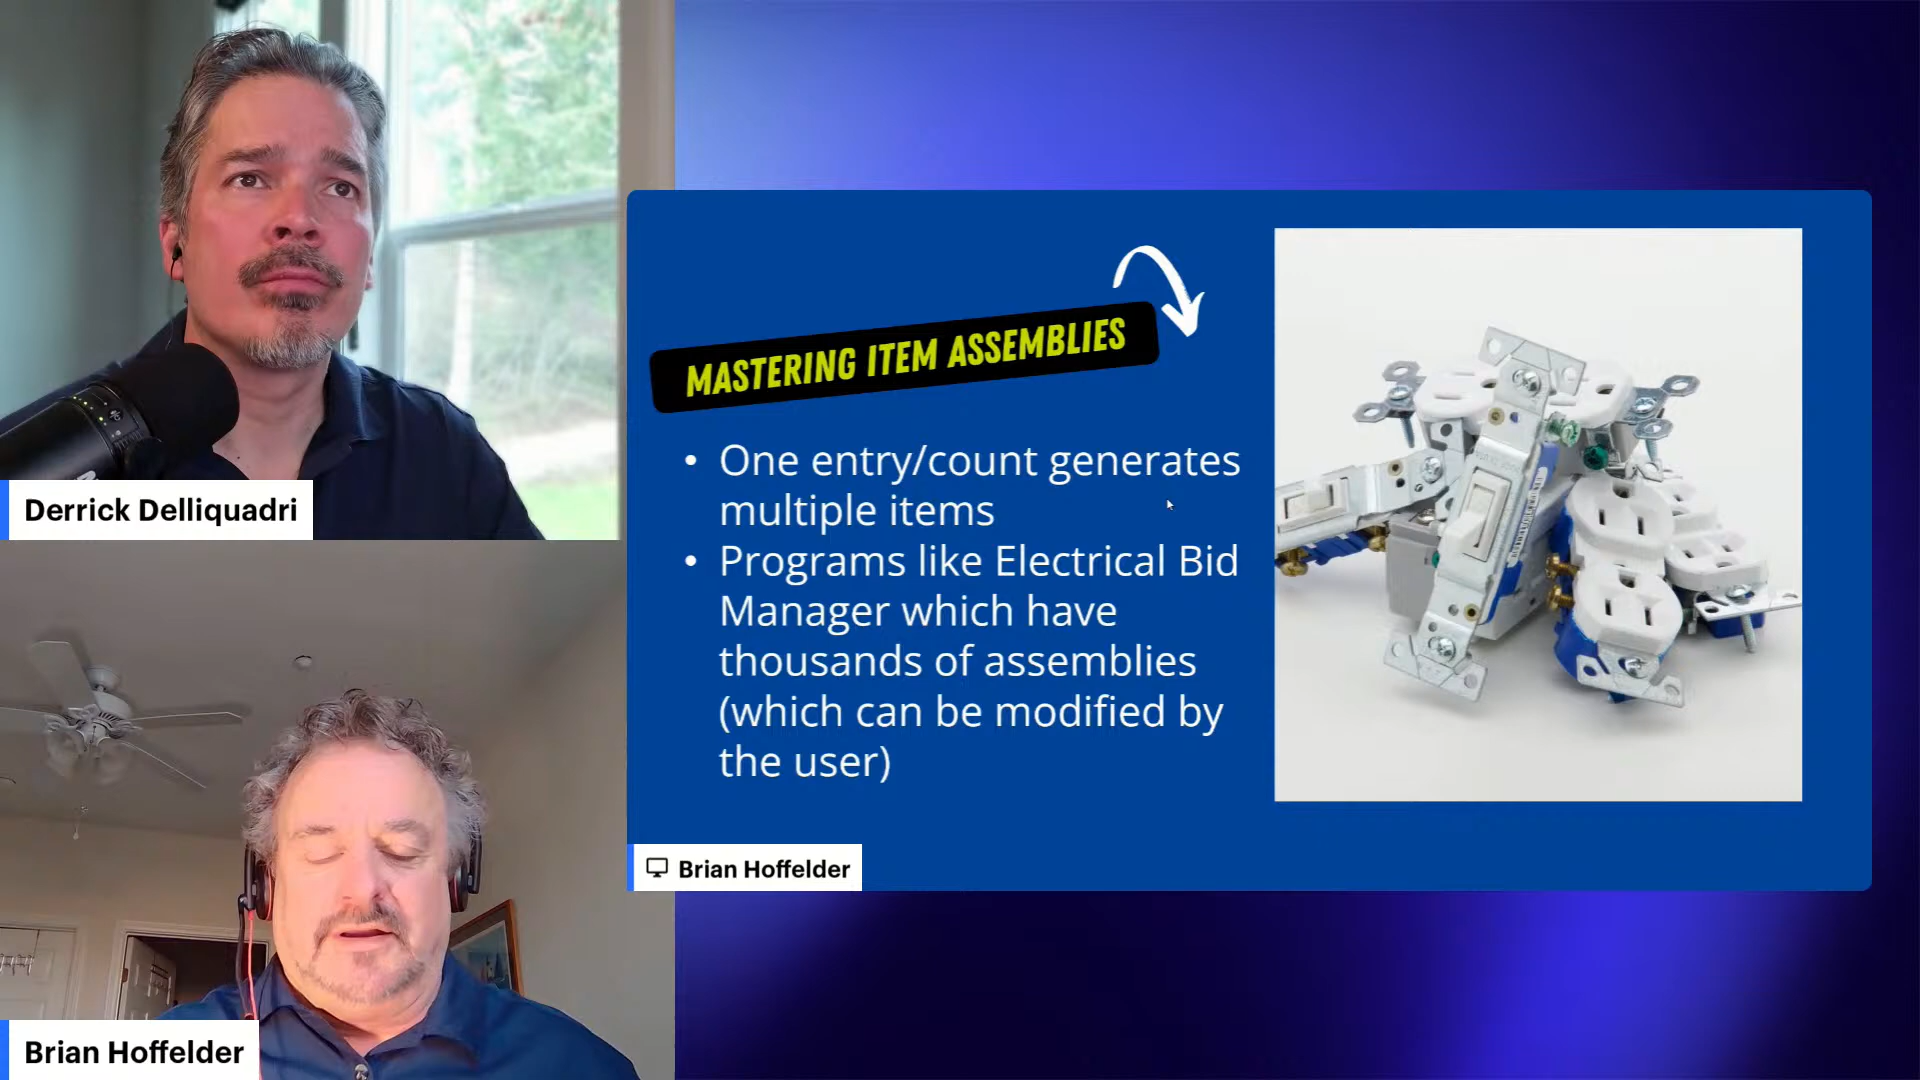 Derrick Delliquadri
MASTERING ITEM ASSEMBLIES
• One entry/count generates
multiple items
• Programs like Electrical Bid
Manager which have
thousands of assemblies
(which can be modified by
the user)
Brian Hoffelder
Brian Hoffelder